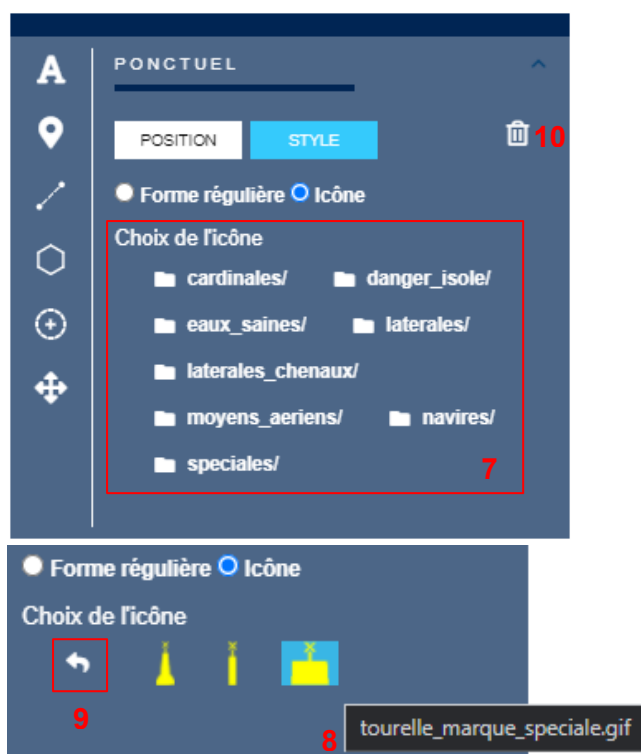 A
PONCTUEL
POSITION STYLE
10
Forme régulière Icône
Choix de l'icône
cardinales/ danger_isole/
eaux_saines/ laterales/
laterales_chenaux/
moyens_aeriens/ navires/
speciales/
7
Forme régulière Icône
Choix de l'icône
9
8
tourelle_marque_speciale.gif